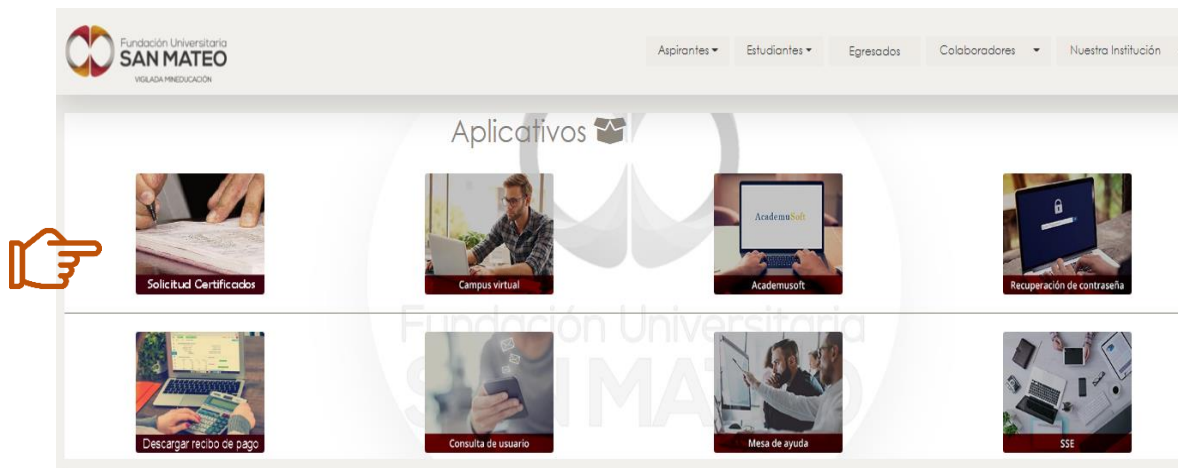 Fundación Universitaria
SAN MATEO
VIGILADA MINEDUCACIÓN
Aspirantes
Estudiantes
Egresados
Colaboradores
Nuestra Institución
Aplicativos
AcademuSoft
Solicitud Certificados
Campus virtual
Academusoft
Recuperación de contraseña
Fundación Universitaria
SAN MATEO
Descargar recibo de pago
Consulta de usuario
Mesa de ayuda
SSE